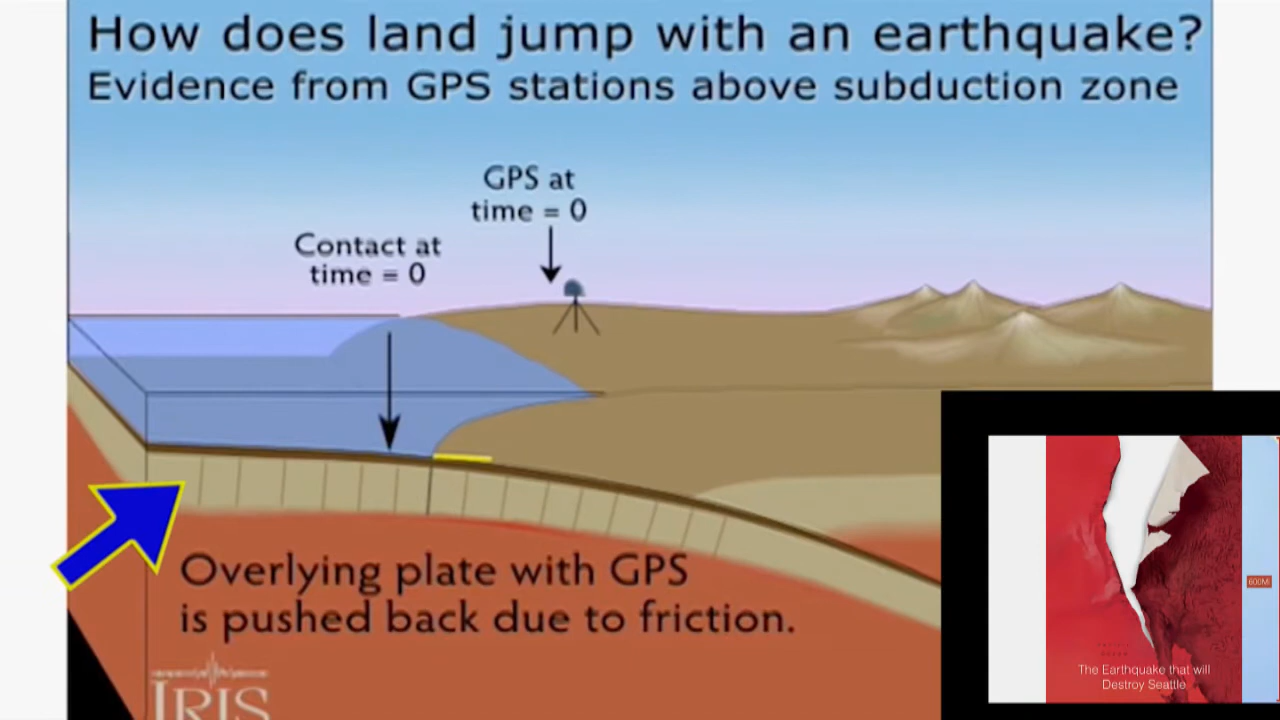 How does land jump with an earthquake?
Evidence from GPS stations above subduction zone
GPS at
time = 0
Contact at
time = 0
Overlying plate with GPS
is pushed back due to friction.
IRIS
600MI
The Earthquake that will
Destroy Seattle